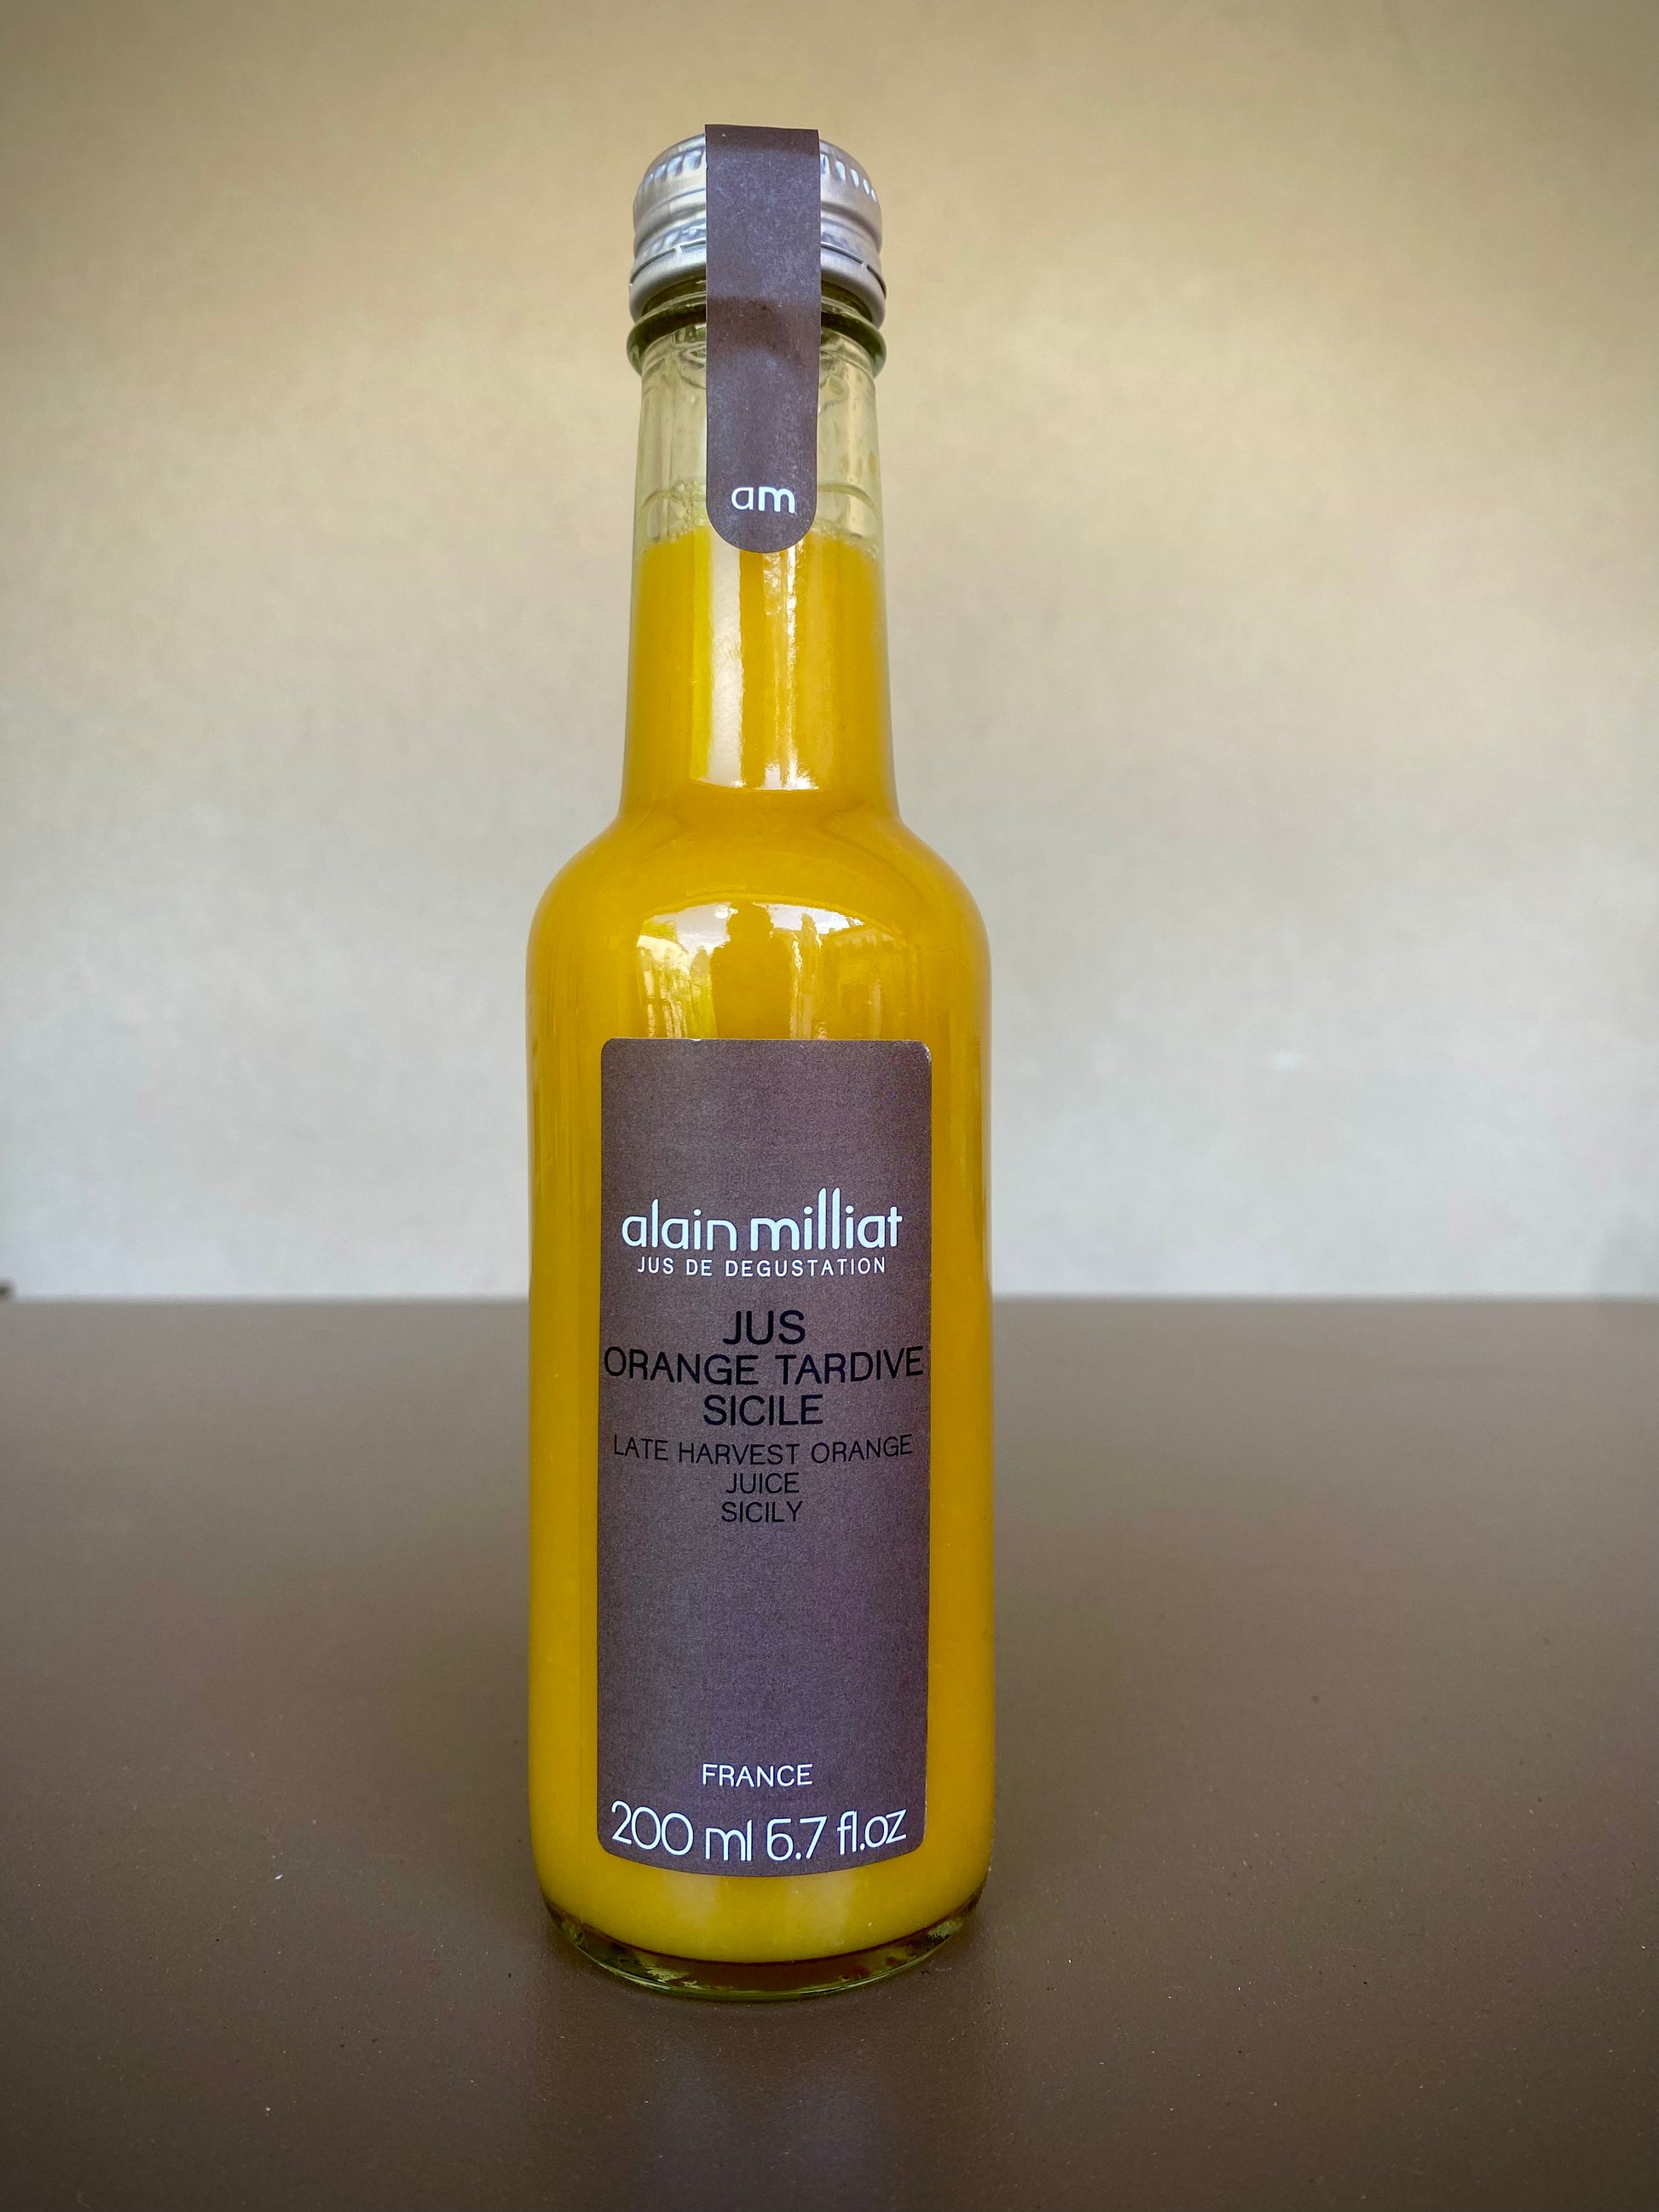 am
alain milliat
JUS DE DEGUSTATION
JUS
ORANGE TARDIVE
SICILE
LATE HARVEST ORANGE
JUICE
SICILY
FRANCE
200 ml 6.7 fl.oz